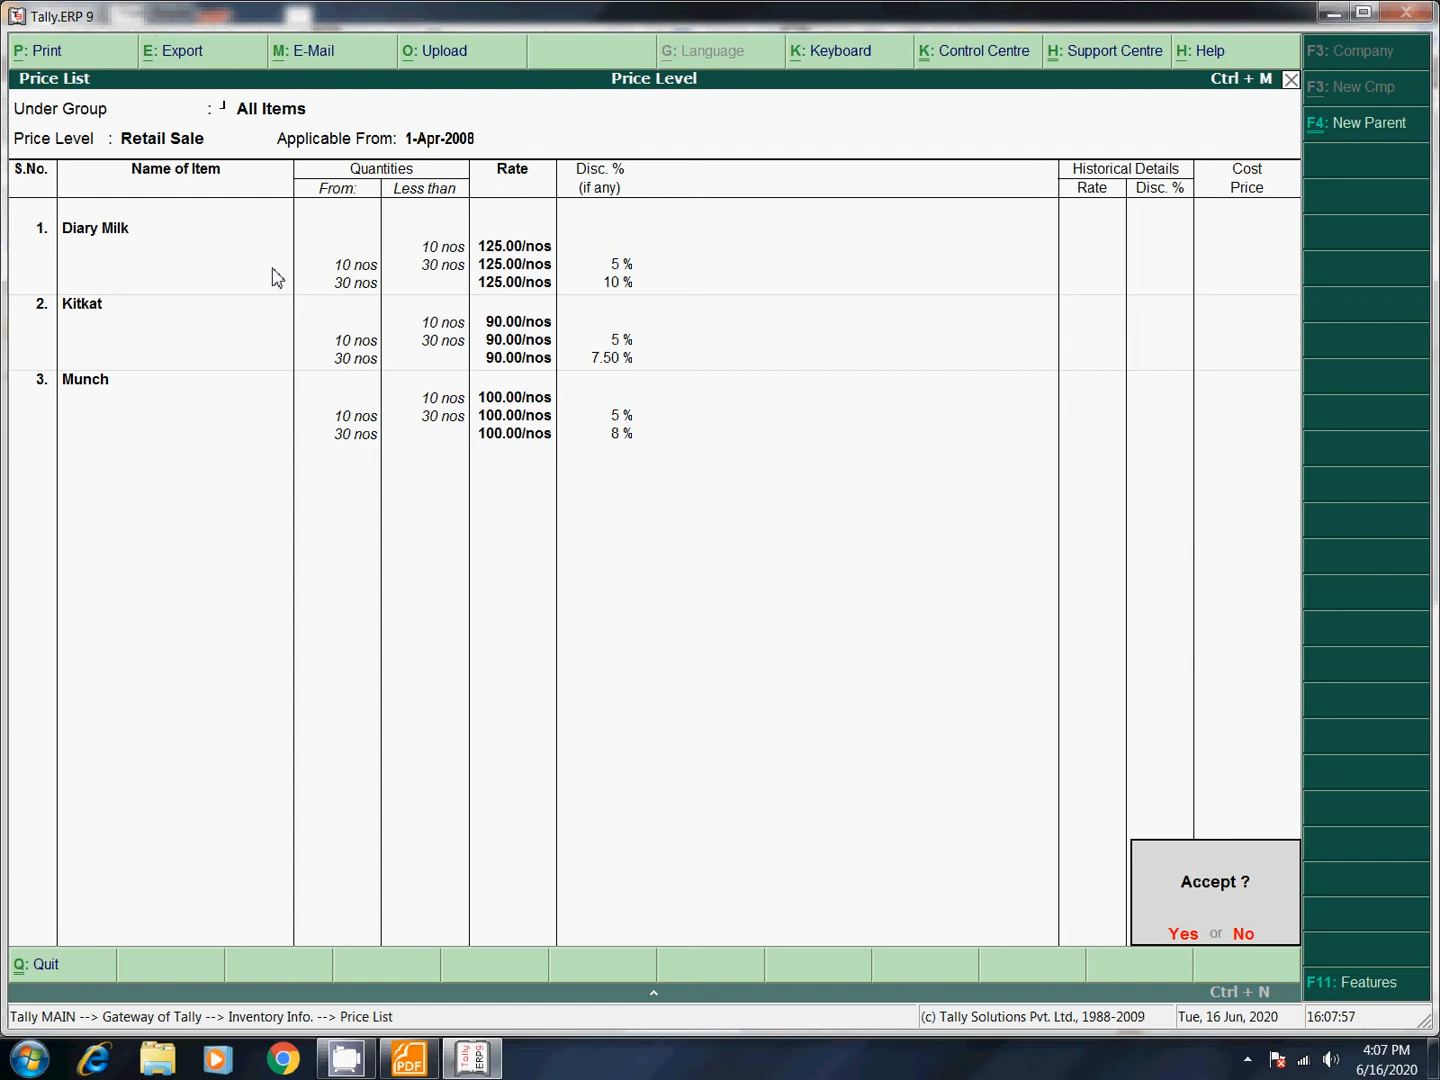 Tally.ERP 9
P: Print E: Export M: E-Mail O: Upload G: Language K: Keyboard K: Control Centre H: Support Centre H: Help F3: Company
Price List Price Level Ctrl + M
F3: New Cmp
Under Group : ┘ All Items
F4: New Parent
Price Level : Retail Sale Applicable From: 1-Apr-2008
S.No. Name of Item Quantities Rate Disc. % Historical Details Cost
From: Less than (if any) Rate Disc. % Price
1. Diary Milk
10 nos 125.00/nos
10 nos 30 nos 125.00/nos 5 %
30 nos 125.00/nos 10 %
2. Kitkat
10 nos 90.00/nos
10 nos 30 nos 90.00/nos 5 %
30 nos 90.00/nos 7.50 %
3. Munch
10 nos 100.00/nos
10 nos 30 nos 100.00/nos 5 %
30 nos 100.00/nos 8 %
Accept ?
Yes or No
Q: Quit
F11: Features
Ctrl + N
Tally MAIN --> Gateway of Tally --> Inventory Info. --> Price List (c) Tally Solutions Pvt. Ltd., 1988-2009 Tue, 16 Jun, 2020 16:07:57
PDF
Tally
ERP9
4:07 PM
6/16/2020